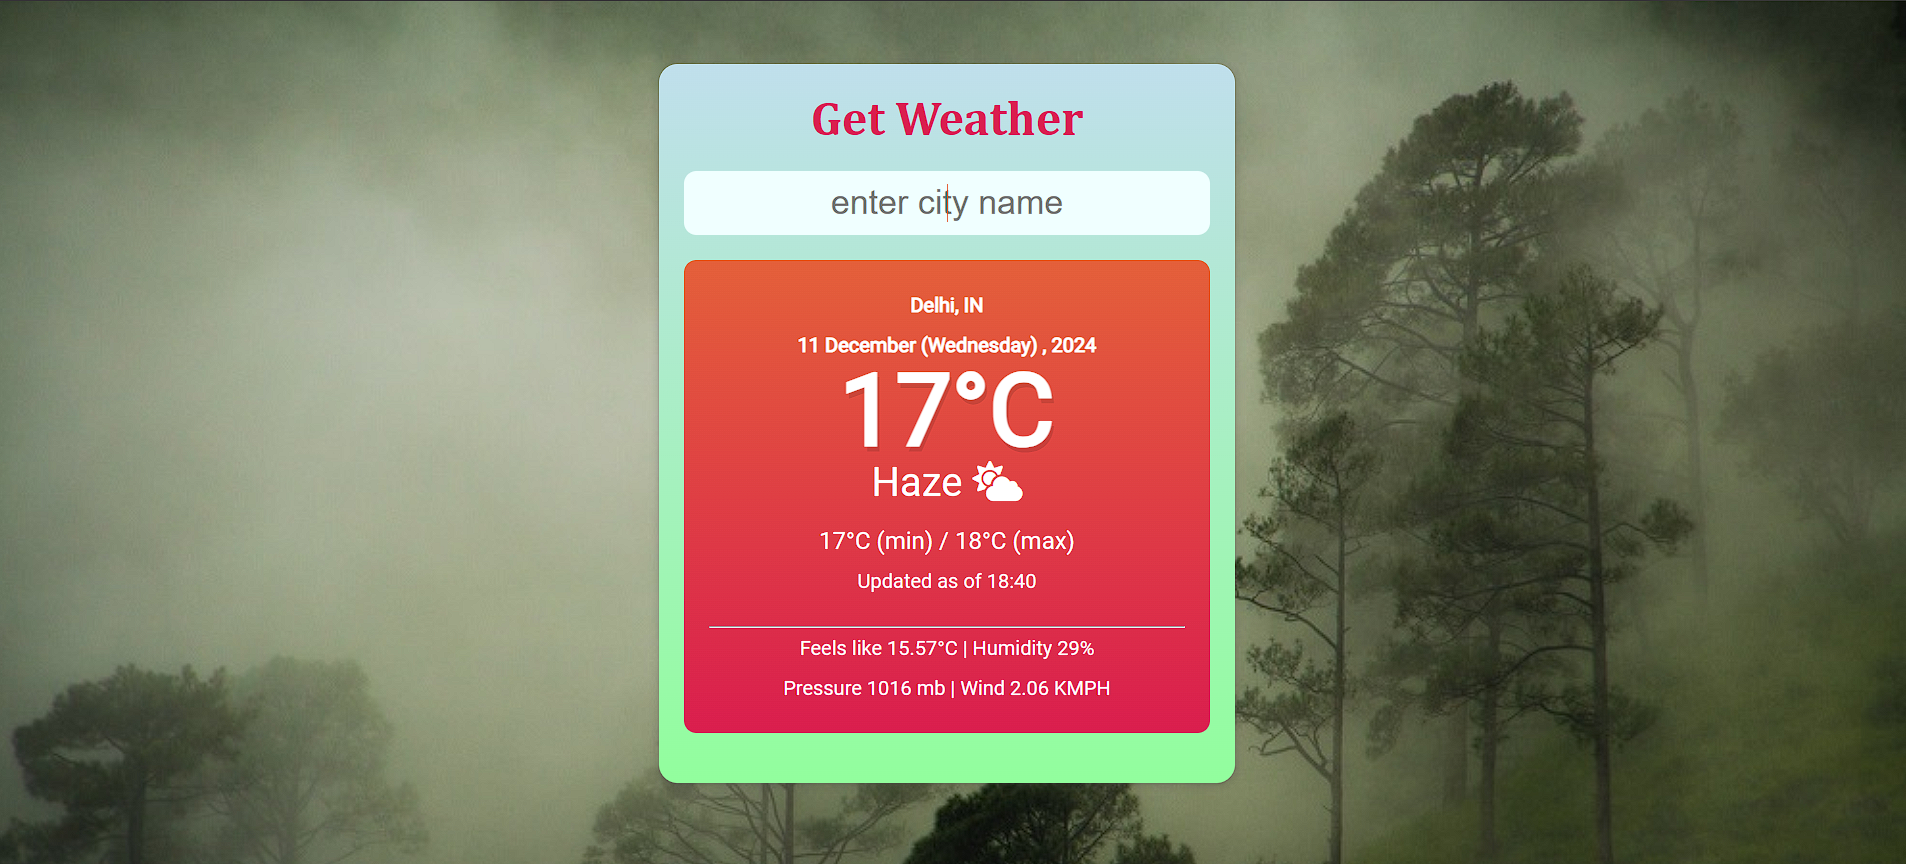 Get Weather
enter city name
Delhi, IN
11 December (Wednesday) , 2024
17°C
Haze
17°C (min) / 18°C (max)
Updated as of 18:40
Feels like 15.57°C | Humidity 29%
Pressure 1016 mb | Wind 2.06 KMPH